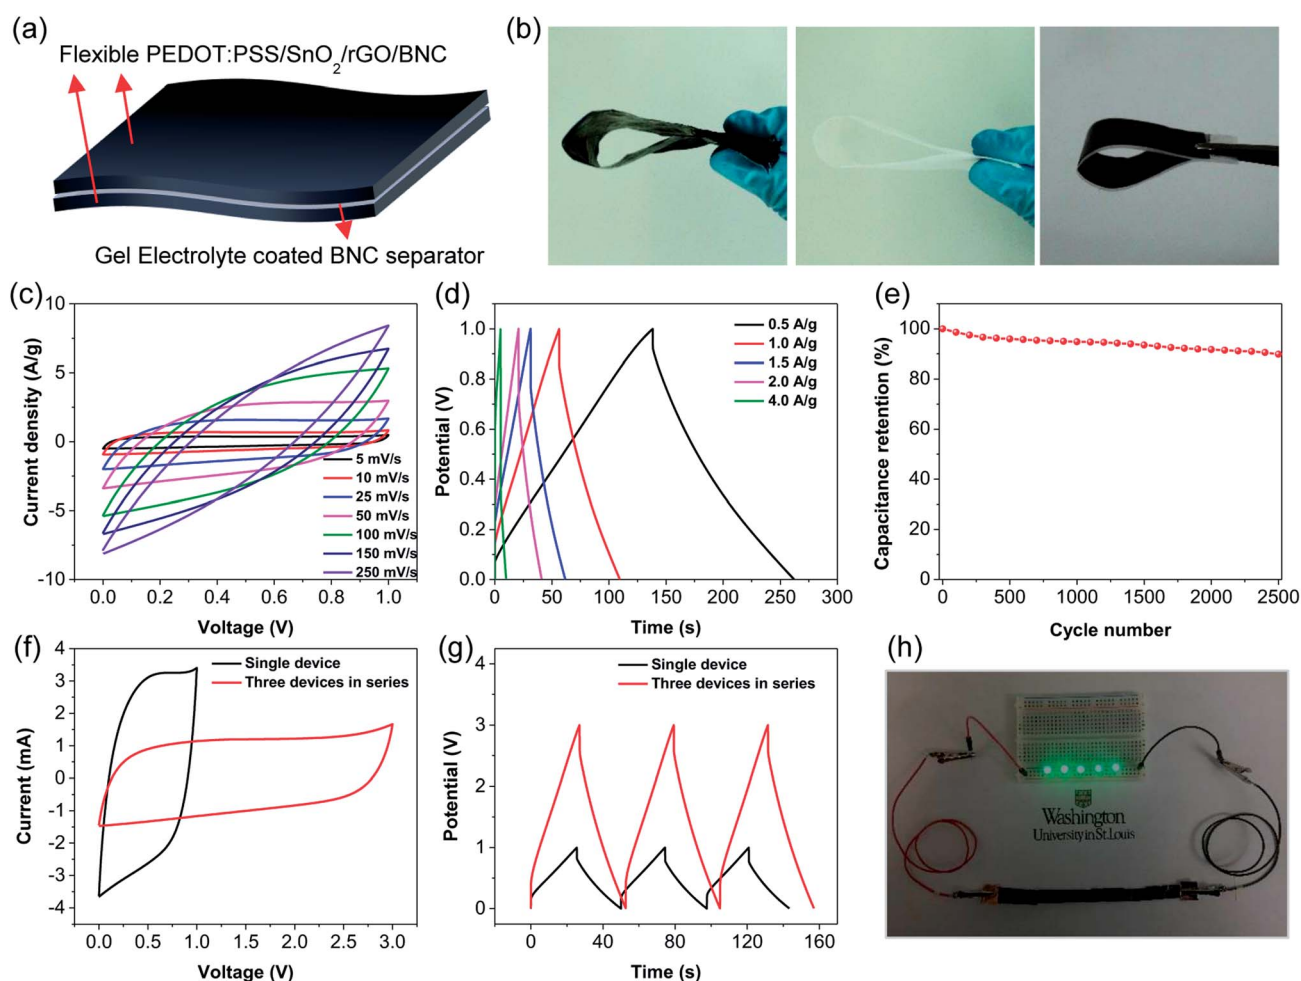 (a)
Flexible PEDOT:PSS/SnO2/rGO/BNC
Gel Electrolyte coated BNC separator
(b)
(c)
10
5
0
-5
-10
Current density (A/g)
5 mV/s
10 mV/s
25 mV/s
50 mV/s
100 mV/s
150 mV/s
250 mV/s
0.0 0.2 0.4 0.6 0.8 1.0
Voltage (V)
(d)
1.0
0.8
0.6
0.4
0.2
0.0
Potential (V)
0.5 A/g
1.0 A/g
1.5 A/g
2.0 A/g
4.0 A/g
0 50 100 150 200 250 300
Time (s)
(e)
100
80
60
40
20
0
Capacitance retention (%)
0 500 1000 1500 2000 2500
Cycle number
(f)
4
3
2
1
0
-1
-2
-3
-4
Current (mA)
Single device
Three devices in series
0.0 0.5 1.0 1.5 2.0 2.5 3.0
Voltage (V)
(g)
4
3
2
1
0
Potential (V)
Single device
Three devices in series
0 40 80 120 160
Time (s)
(h)
Washington
University in St. Louis